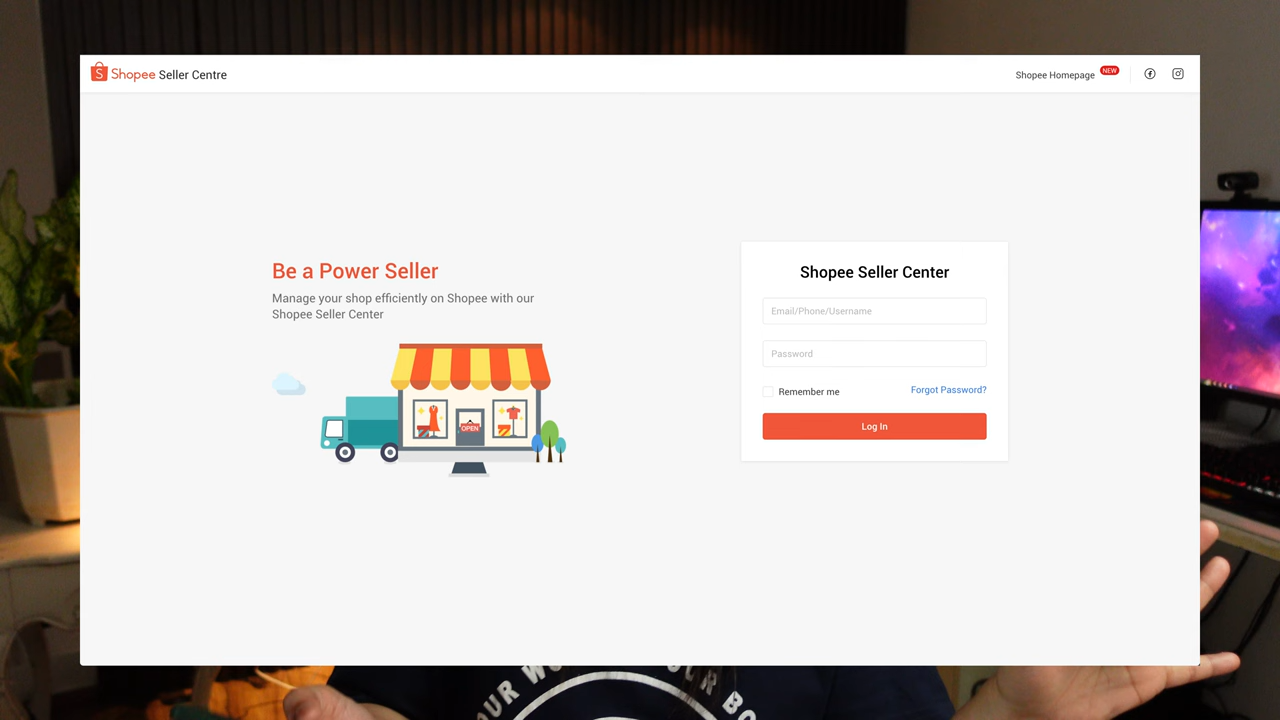 Shopee Seller Centre
Shopee Homepage NEW
Be a Power Seller
Manage your shop efficiently on Shopee with our
Shopee Seller Center
OPEN
Shopee Seller Center
Email/Phone/Username
Password
Remember me
Forgot Password?
Log In